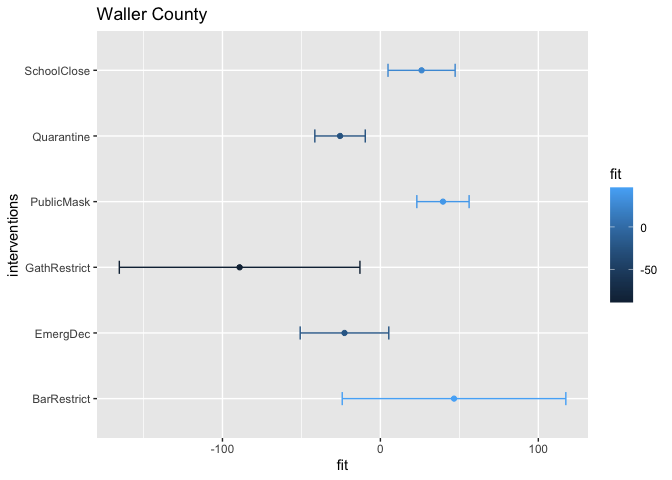 Waller County
SchoolClose
Quarantine
PublicMask
GathRestrict
EmergDec
BarRestrict
interventions
-100
0
100
fit
fit
0
-50